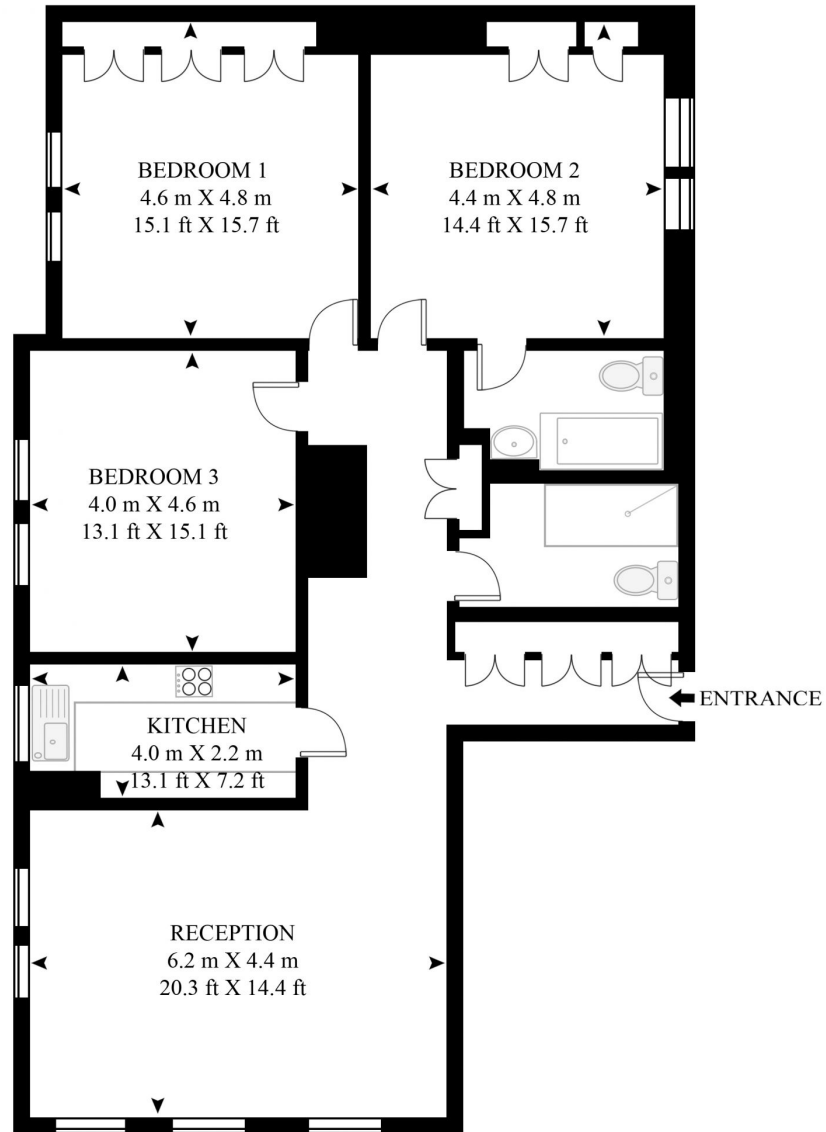 BEDROOM 1
4.6 m X 4.8 m
15.1 ft X 15.7 ft
BEDROOM 2
4.4 m X 4.8 m
14.4 ft X 15.7 ft
BEDROOM 3
4.0 m X 4.6 m
13.1 ft X 15.1 ft
KITCHEN
4.0 m X 2.2 m
13.1 ft X 7.2 ft
ENTRANCE
RECEPTION
6.2 m X 4.4 m
20.3 ft X 14.4 ft